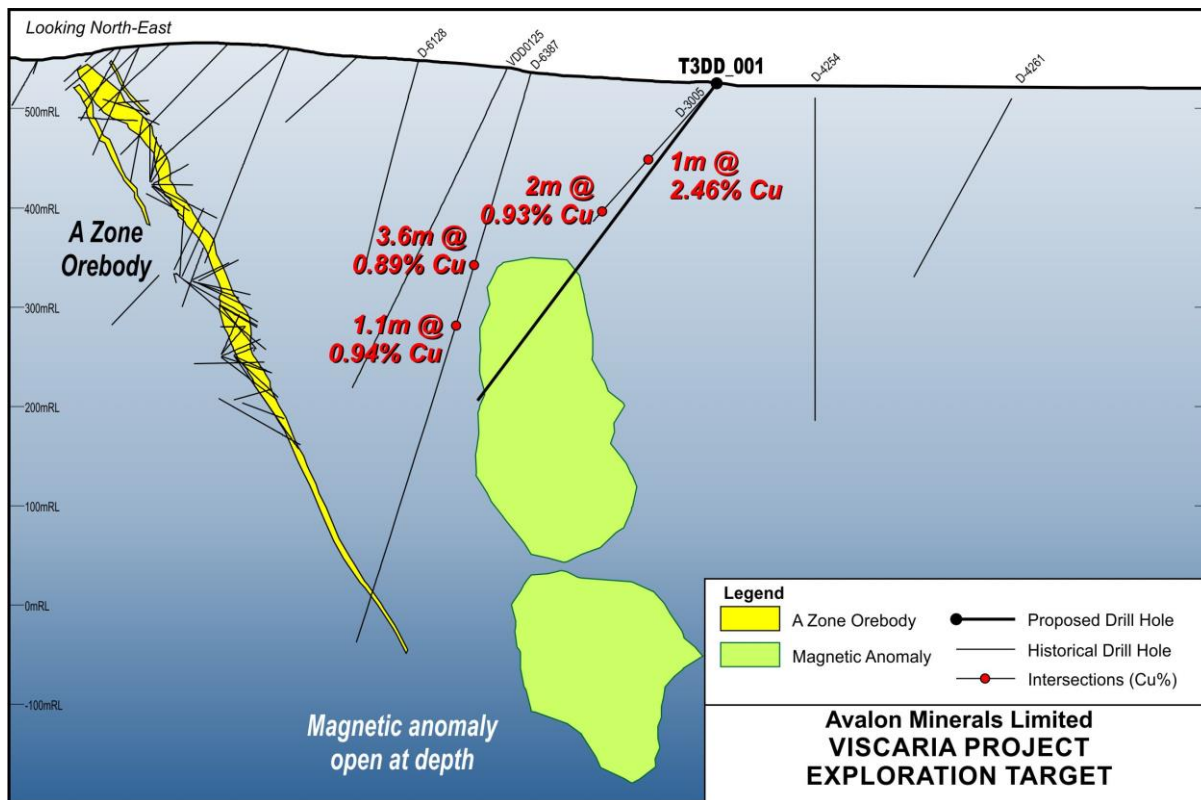 Looking North-East
D-6128
VDD0125
D-6387
T3DD_001
D-3005
D-4254
D-4261
500mRL
400mRL
300mRL
200mRL
100mRL
0mRL
-100mRL
A Zone
Orebody
1m @
2.46% Cu
2m @
0.93% Cu
3.6m @
0.89% Cu
1.1m @
0.94% Cu
Magnetic anomaly
open at depth
Legend
A Zone Orebody
Magnetic Anomaly
Proposed Drill Hole
Historical Drill Hole
Intersections (Cu%)
Avalon Minerals Limited
VISCARIA PROJECT
EXPLORATION TARGET